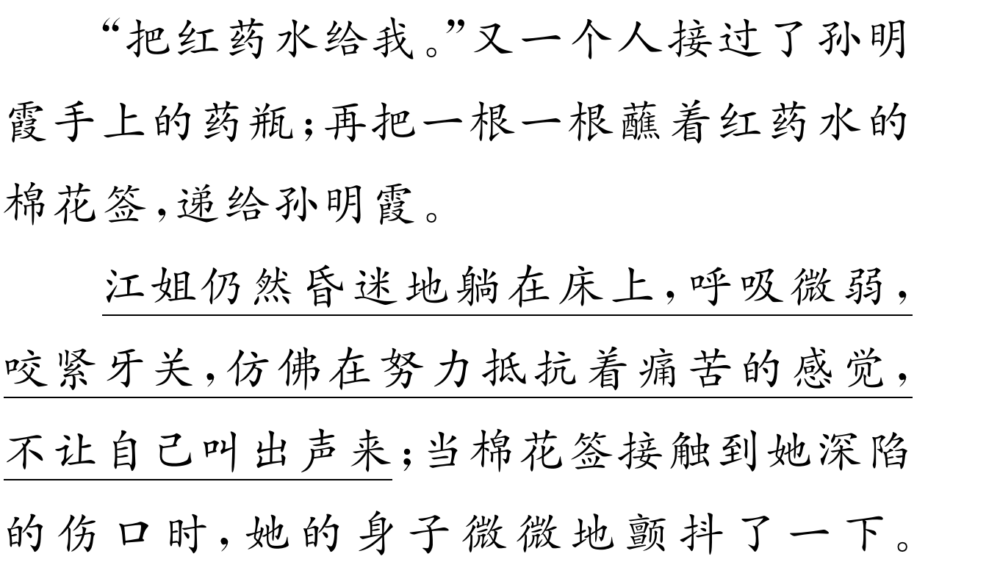 “把红药水给我。”又一个人接过了孙明
霞手上的药瓶；再把一根一根蘸着红药水的
棉花签，递给孙明霞。
江姐仍然昏迷地躺在床上，呼吸微弱，
咬紧牙关，仿佛在努力抵抗着痛苦的感觉，
不让自己叫出声来；当棉花签接触到她深陷
的伤口时，她的身子微微地颤抖了一下。